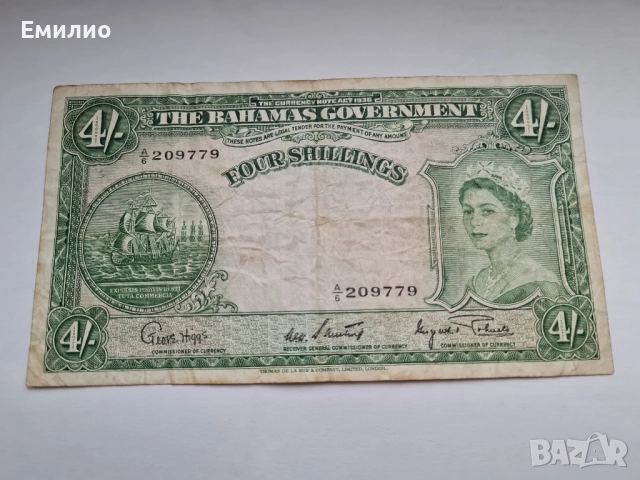 Емилио
THE CURRENCY NOTE ACT 1936
THE BAHAMAS GOVERNMENT
THESE NOTES ARE LEGAL TENDER FOR THE PAYMENT OF ANY AMOUNT
4/- 4/-
A/6 209779
FOUR SHILLINGS
A/6 209779
EXPULSIS PIRATIS RESTI
TUTA COMMERCIA
4/- 4/-
COMMISSIONER OF CURRENCY
RECEIVER GENERAL COMMISSIONER OF CURRENCY
COMMISSIONER OF CURRENCY
THOMAS DE LA RUE & COMPANY, LIMITED, LONDON.
BAZAR